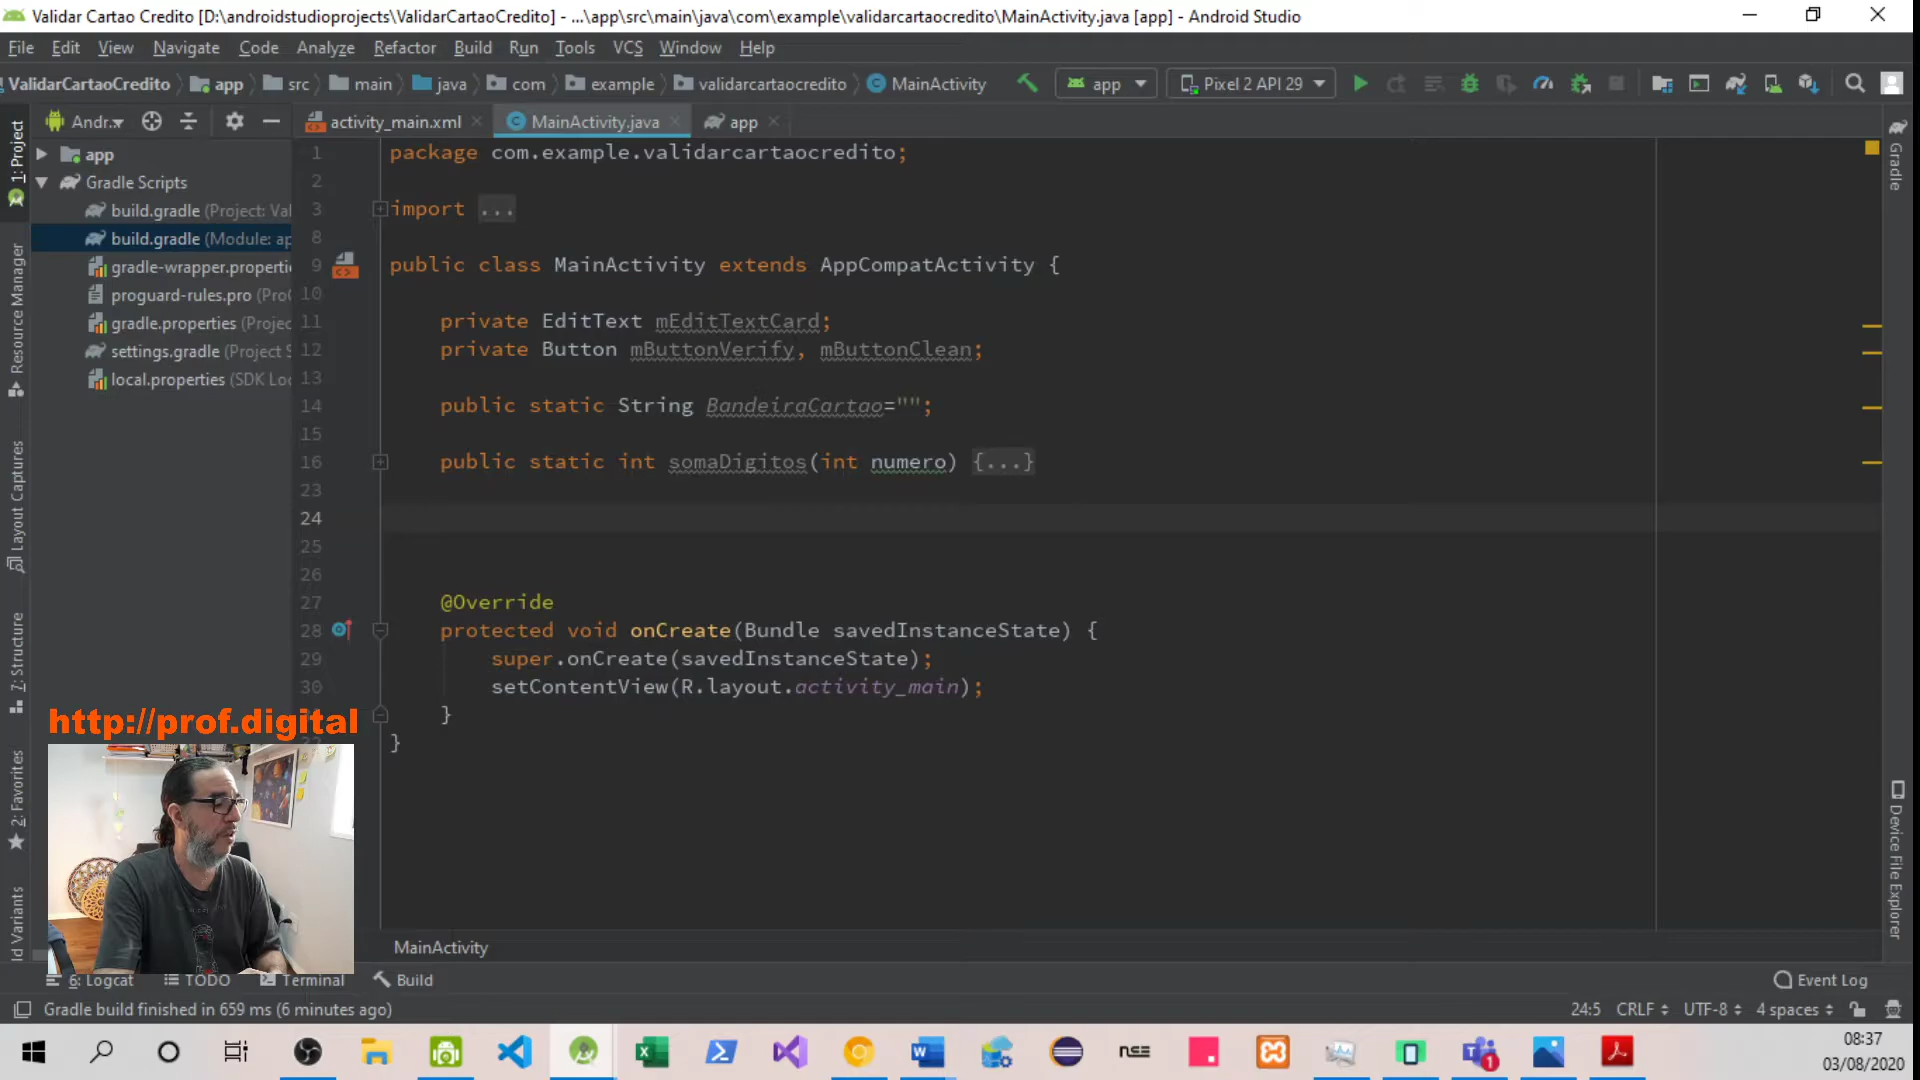 Validar Cartao Credito [D:\androidstudioprojects\ValidarCartaoCredito] - ...\app\src\main\java\com\example\validarcartaocredito\MainActivity.java [app] - Android Studio
File Edit View Navigate Code Analyze Refactor Build Run Tools VCS Window Help
ValidarCartaoCredito app src main java com example validarcartaocredito MainActivity app Pixel 2 API 29
Andr.. activity_main.xml MainActivity.java app
1: Project
Resource Manager
Layout Captures
7: Structure
2: Favorites
ld Variants
app
Gradle Scripts
build.gradle (Project: Val
build.gradle (Module: ap
gradle-wrapper.properti
proguard-rules.pro (Pro
gradle.properties (Projec
settings.gradle (Project S
local.properties (SDK Loc
1 package com.example.validarcartaocredito;
2
3 import ...
8
9 public class MainActivity extends AppCompatActivity {
10
11 private EditText mEditTextCard;
12 private Button mButtonVerify, mButtonClean;
13
14 public static String BandeiraCartao="";
15
16 public static int somaDigitos(int numero) {...}
23
24
25
26
27 @Override
28 protected void onCreate(Bundle savedInstanceState) {
29 super.onCreate(savedInstanceState);
30 setContentView(R.layout.activity_main);
}
}
Gradle
Device File Explorer
http://prof.digital
MainActivity
6: Logcat TODO Terminal Build Event Log
Gradle build finished in 659 ms (6 minutes ago) 24:5 CRLF UTF-8 4 spaces
08:37
03/08/2020